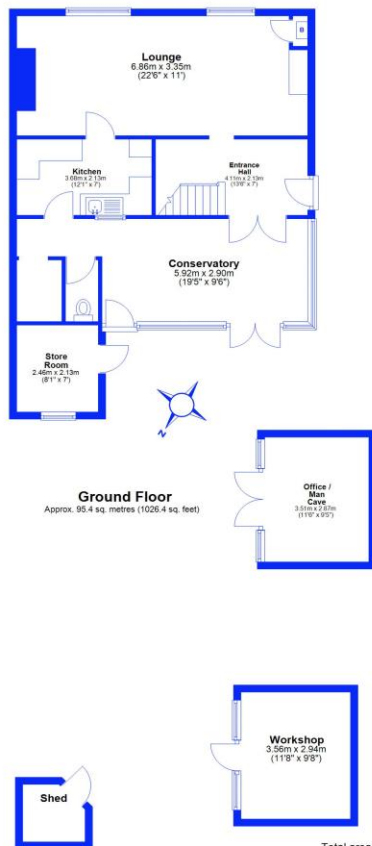 Lounge
6.86m x 3.35m
(22'6" x 11')
Kitchen
3.68m x 2.13m
(12'1" x 7')
Entrance
Hall
4.11m x 2.13m
(13'6" x 7')
Conservatory
5.92m x 2.90m
(19'5" x 9'6")
Store
Room
2.46m x 2.13m
(8'1" x 7')
N
Ground Floor
Approx. 95.4 sq. metres (1026.4 sq. feet)
Office /
Man
Cave
3.51m x 2.87m
(11'6" x 9'5")
Workshop
3.56m x 2.94m
(11'8" x 9'8")
Shed